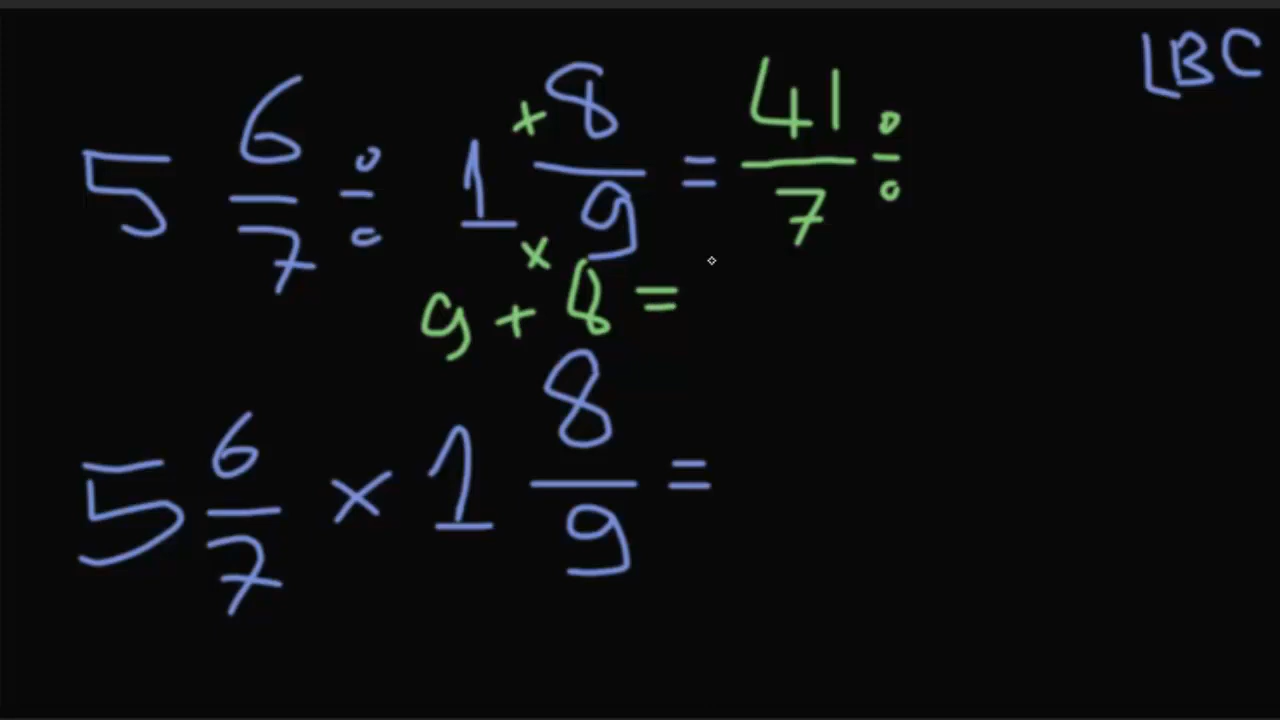 LBC
5 6/7 ÷ 1 + 8/9 = 41/7 ÷
×
9 + 8 =
5 6/7 × 1 8/9 =